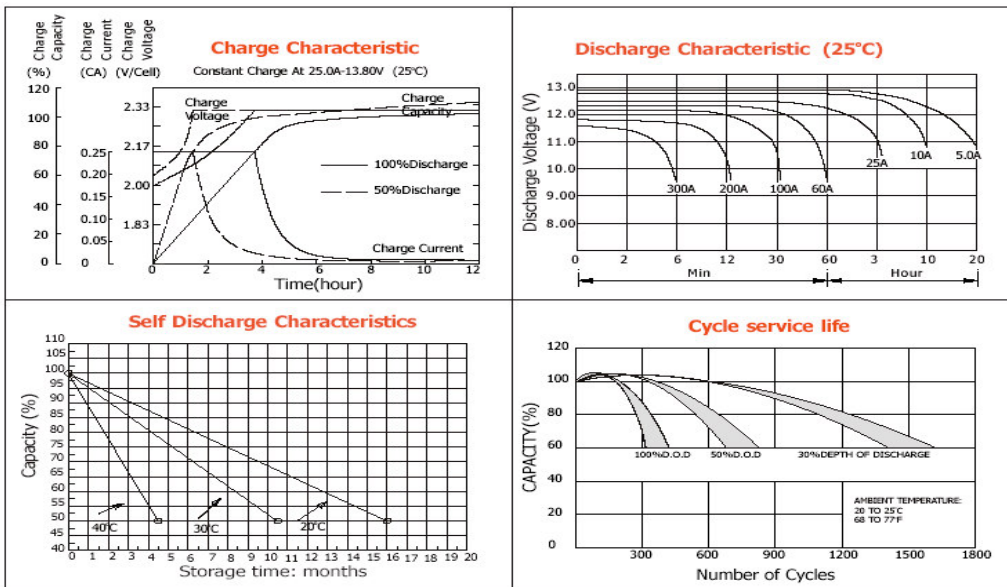 Charge
Capacity
Charge
Current
Charge
Voltage
(%)
(CA)
(V/Cell)
Charge Characteristic
Constant Charge At 25.0A-13.80V (25°C)
120
100
80
60
40
20
0
0.25
0.20
0.15
0.10
0.05
0
2.33
2.17
2.00
1.83
Charge
Voltage
Charge
Capacity
100%Discharge
50%Discharge
Charge Current
0 2 4 6 8 10 12
Time(hour)
Discharge Characteristic (25°C)
Discharge Voltage (V)
13.0
12.0
11.0
10.0
9.00
8.00
7.0
300A 200A 100A 60A 25A 10A 5.0A
0 2 6 12 30 60 3 10 20
Min Hour
Self Discharge Characteristics
Capacity (%)
110
105
100
95
90
85
80
75
70
65
60
55
50
45
40
40°C 30°C 20°C
0 1 2 3 4 5 6 7 8 9 10 11 12 13 14 15 16 17 18 19 20
Storage time: months
Cycle service life
CAPACITY(%)
120
100
80
60
40
0
100%D.O.D 50%D.O.D 30%DEPTH OF DISCHARGE
AMBIENT TEMPERATURE:
20 TO 25°C
68 TO 77°F
300 600 900 1200 1500 1800
Number of Cycles